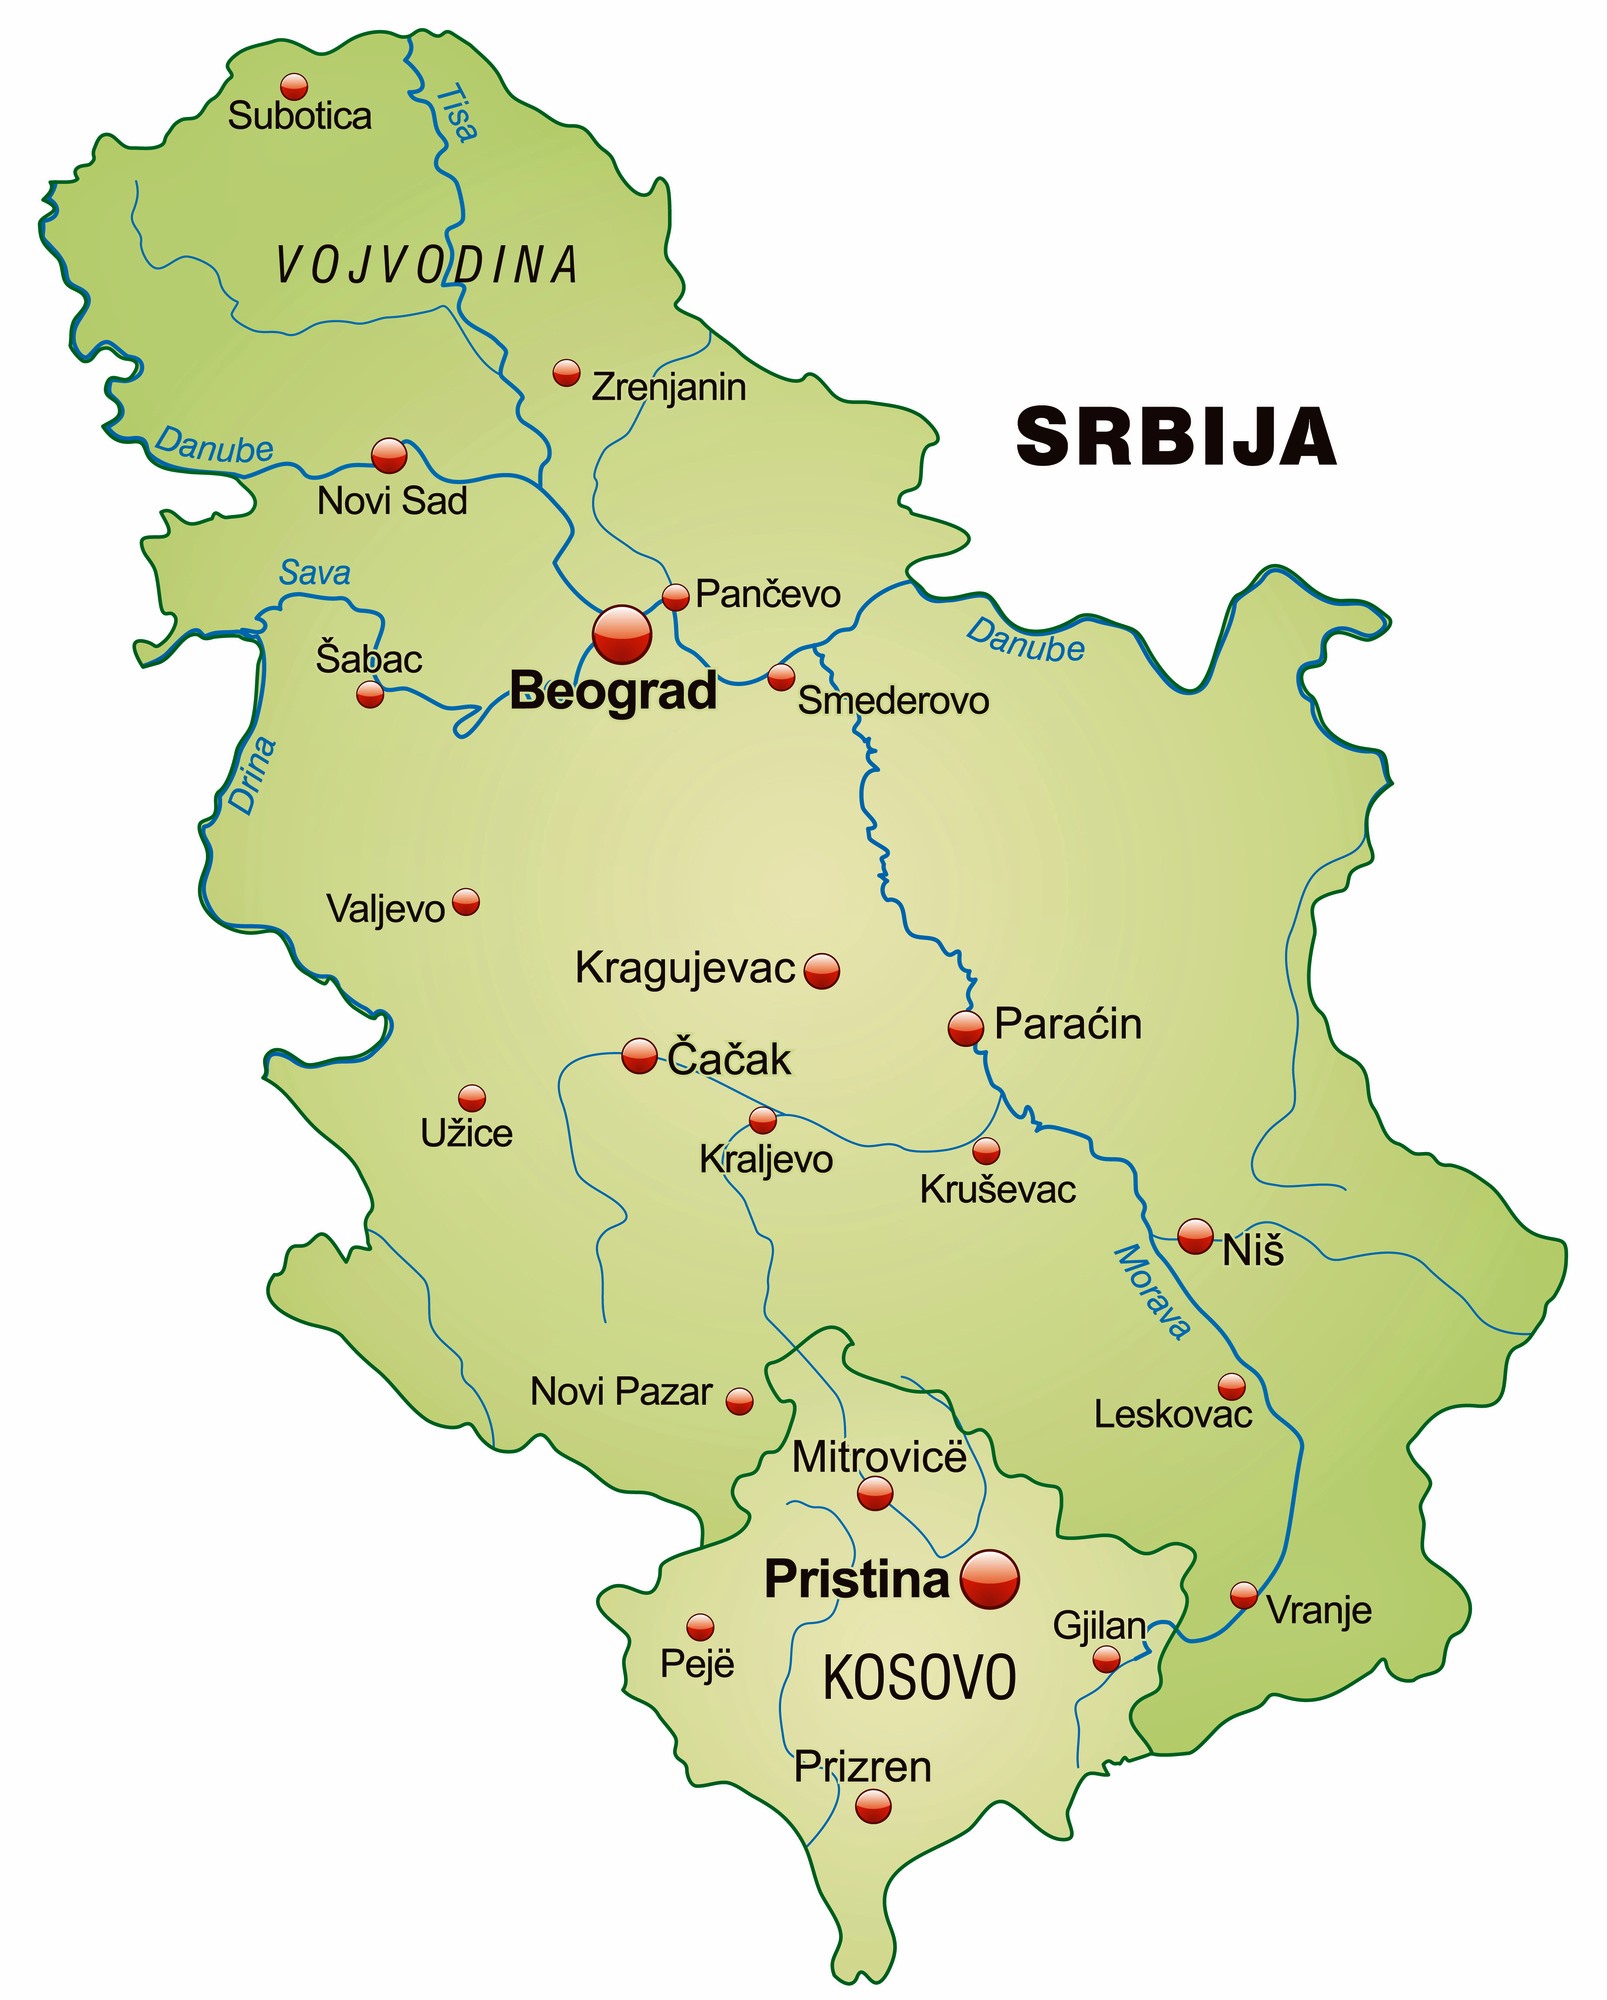 Subotica
Tisa
VOJVODINA
Zrenjanin
SRBIJA
Danube
Novi Sad
Sava
Pančevo
Danube
Šabac
Beograd
Smederovo
Drina
Valjevo
Kragujevac
Paraćin
Čačak
Užice
Kraljevo
Kruševac
Niš
Morava
Novi Pazar
Leskovac
Mitrovicë
Pristina
Vranje
Gjilan
Pejë
KOSOVO
Prizren